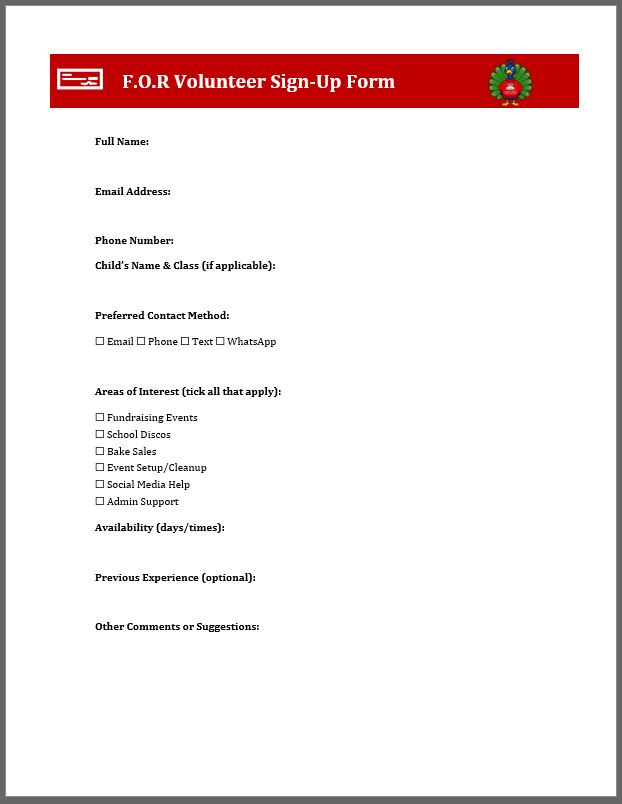 F.O.R Volunteer Sign-Up Form
Full Name:
Email Address:
Phone Number:
Child's Name & Class (if applicable):
Preferred Contact Method:
☐ Email ☐ Phone ☐ Text ☐ WhatsApp
Areas of Interest (tick all that apply):
☐ Fundraising Events
☐ School Discos
☐ Bake Sales
☐ Event Setup/Cleanup
☐ Social Media Help
☐ Admin Support
Availability (days/times):
Previous Experience (optional):
Other Comments or Suggestions: